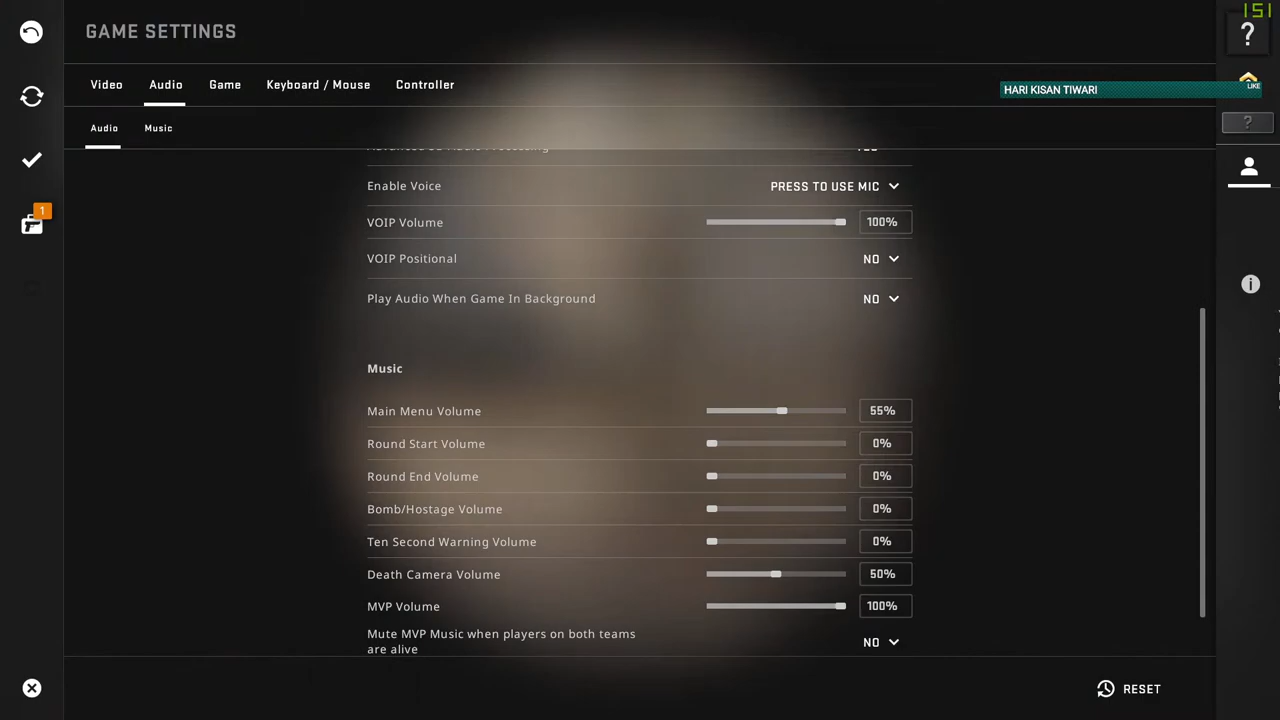 151
GAME SETTINGS
?
Video Audio Game Keyboard / Mouse Controller
HARI KISAN TIWARI
LIKE
Audio Music
?
Enable Voice PRESS TO USE MIC
1
VOIP Volume 100%
VOIP Positional NO
Play Audio When Game In Background NO
Music
Main Menu Volume 55%
Round Start Volume 0%
Round End Volume 0%
Bomb/Hostage Volume 0%
Ten Second Warning Volume 0%
Death Camera Volume 50%
MVP Volume 100%
Mute MVP Music when players on both teams
are alive NO
RESET